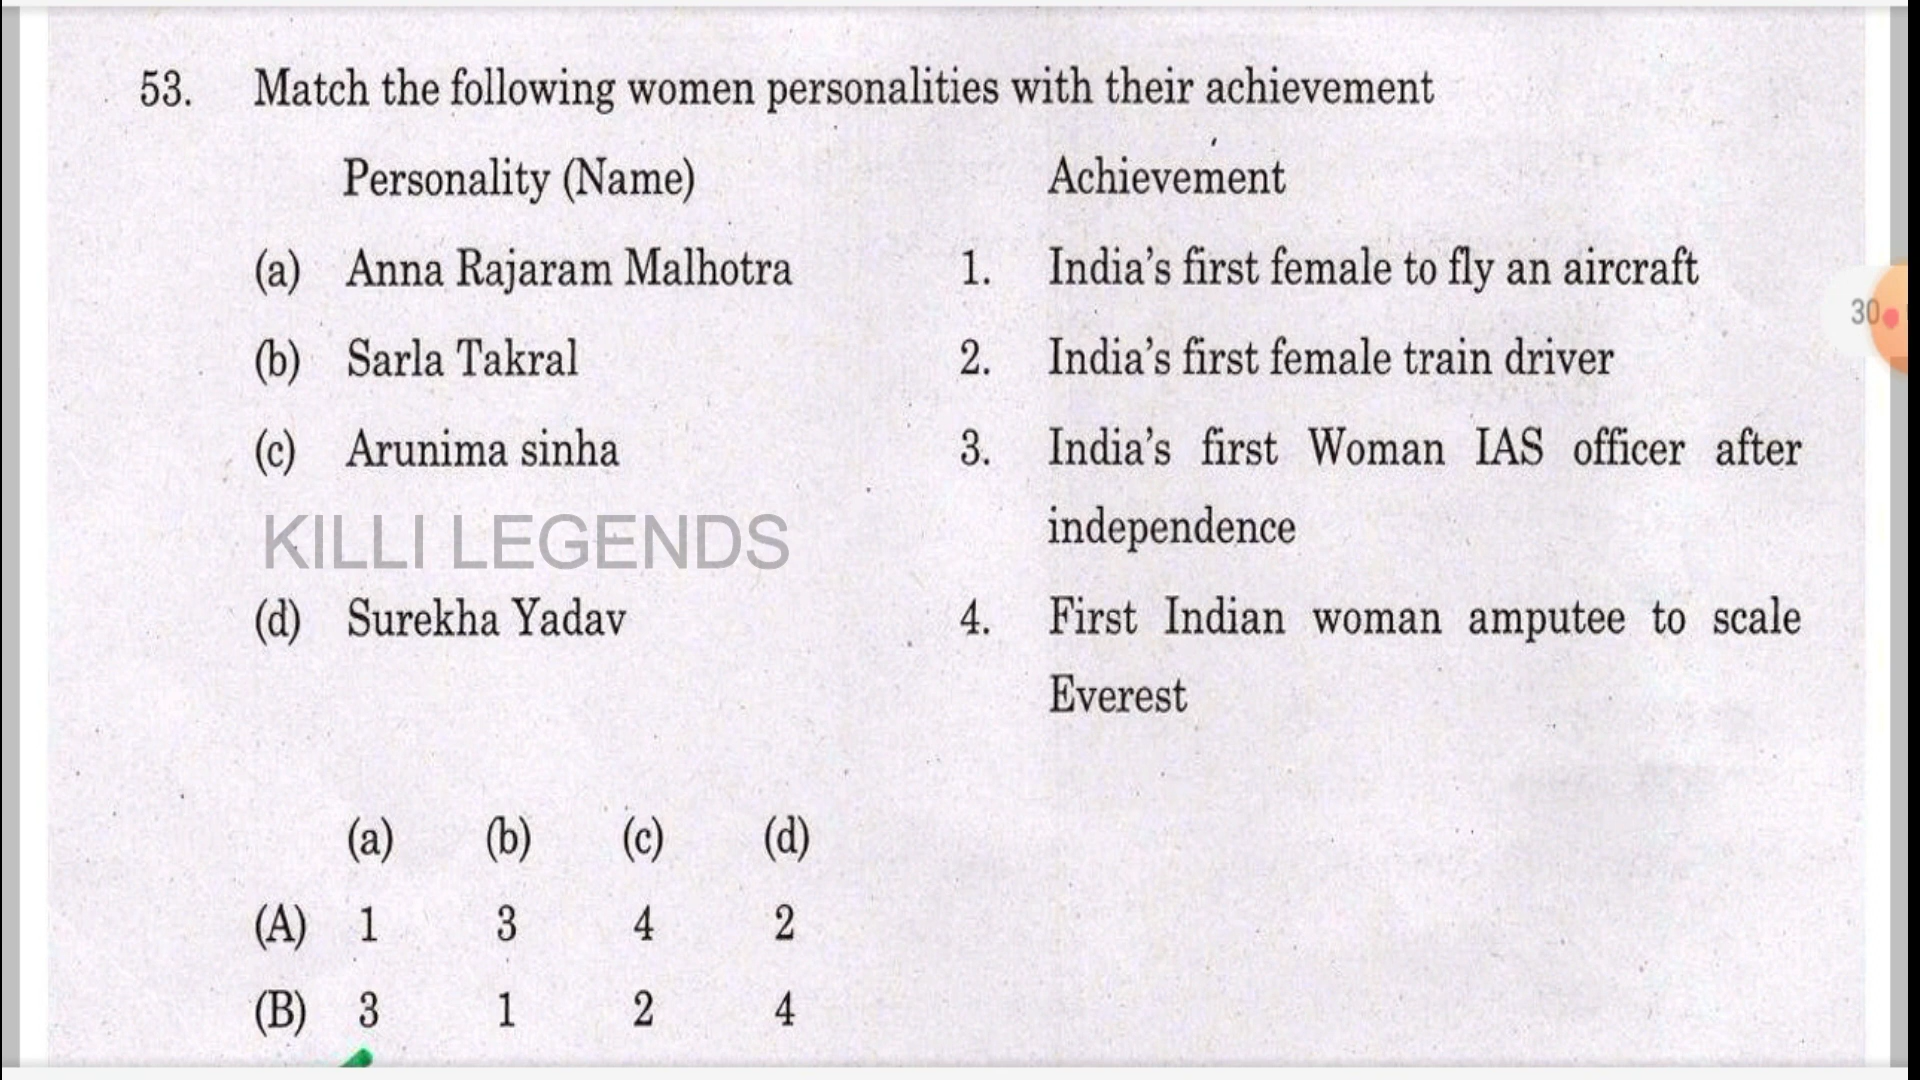 53. Match the following women personalities with their achievement
Personality (Name) Achievement
(a) Anna Rajaram Malhotra 1. India's first female to fly an aircraft
(b) Sarla Takral 2. India's first female train driver
(c) Arunima sinha 3. India's first Woman IAS officer after
independence
KILLI LEGENDS
(d) Surekha Yadav 4. First Indian woman amputee to scale
Everest
30
(a) (b) (c) (d)
(A) 1 3 4 2
(B) 3 1 2 4